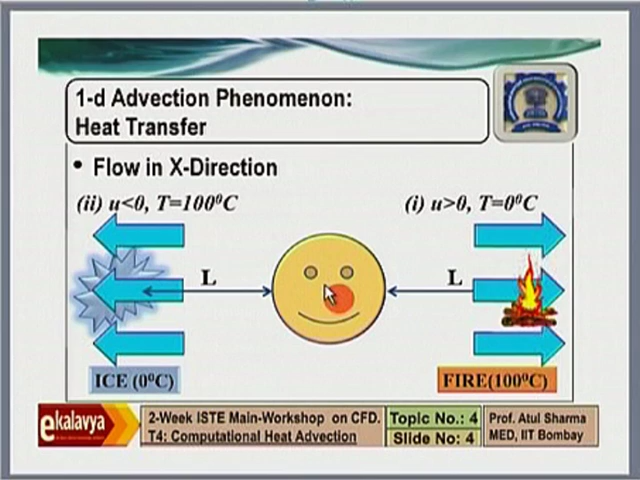 1-d Advection Phenomenon:
Heat Transfer
• Flow in X-Direction
(ii) u<0, T=100⁰C
(i) u>0, T=0⁰C
L
L
ICE (0⁰C)
FIRE(100⁰C)
ekalavya
2-Week ISTE Main-Workshop on CFD.
T4: Computational Heat Advection
Topic No.: 4
Slide No: 4
Prof. Atul Sharma
MED, IIT Bombay